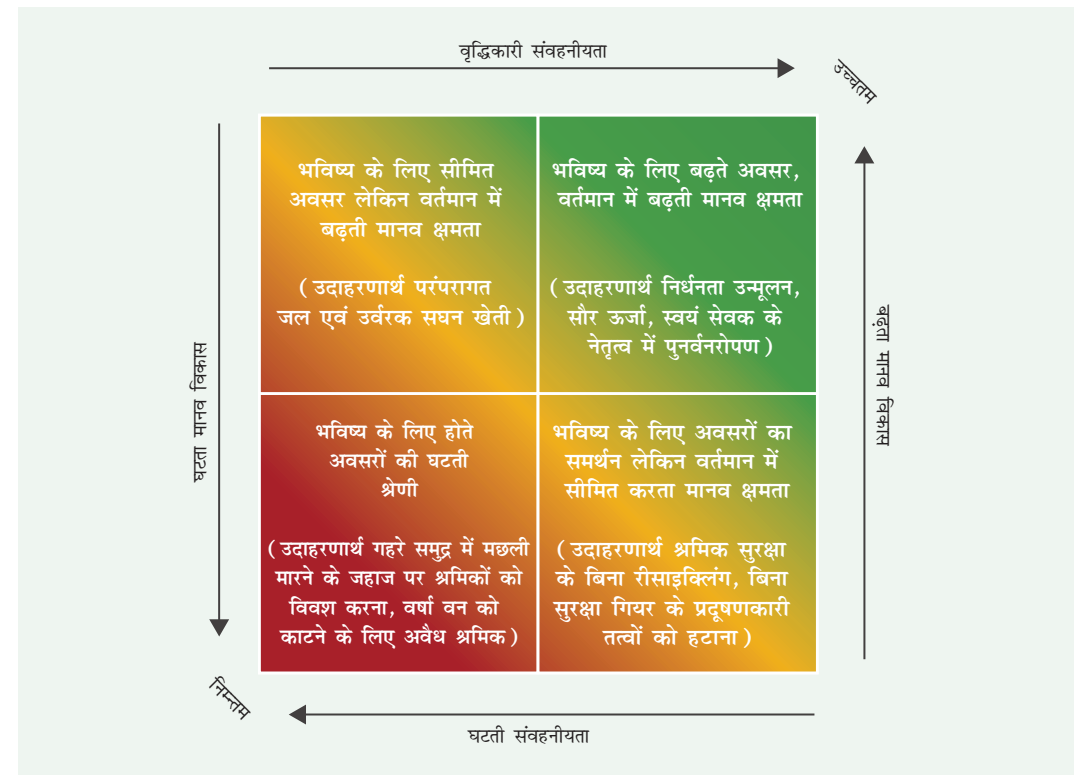 वृद्धिकारी संवहनीयता
उच्चतम
भविष्य के लिए सीमित
अवसर लेकिन वर्तमान में
बढ़ती मानव क्षमता
(उदाहरणार्थ परंपरागत
जल एवं उर्वरक सघन खेती)
भविष्य के लिए बढ़ते अवसर,
वर्तमान में बढ़ती मानव क्षमता
(उदाहरणार्थ निर्धनता उन्मूलन,
सौर ऊर्जा, स्वयं सेवक के
नेतृत्व में पुनर्वनरोपण)
घटता मानव विकास
बढ़ता मानव विकास
भविष्य के लिए होते
अवसरों की घटती
श्रेणी
(उदाहरणार्थ गहरे समुद्र में मछली
मारने के जहाज पर श्रमिकों को
विवश करना, वर्षा वन को
काटने के लिए अवैध श्रमिक)
भविष्य के लिए अवसरों का
समर्थन लेकिन वर्तमान में
सीमित करता मानव क्षमता
(उदाहरणार्थ श्रमिक सुरक्षा
के बिना रीसाइक्लिंग, बिना
सुरक्षा गियर के प्रदूषणकारी
तत्वों को हटाना)
निम्नतम
घटती संवहनीयता